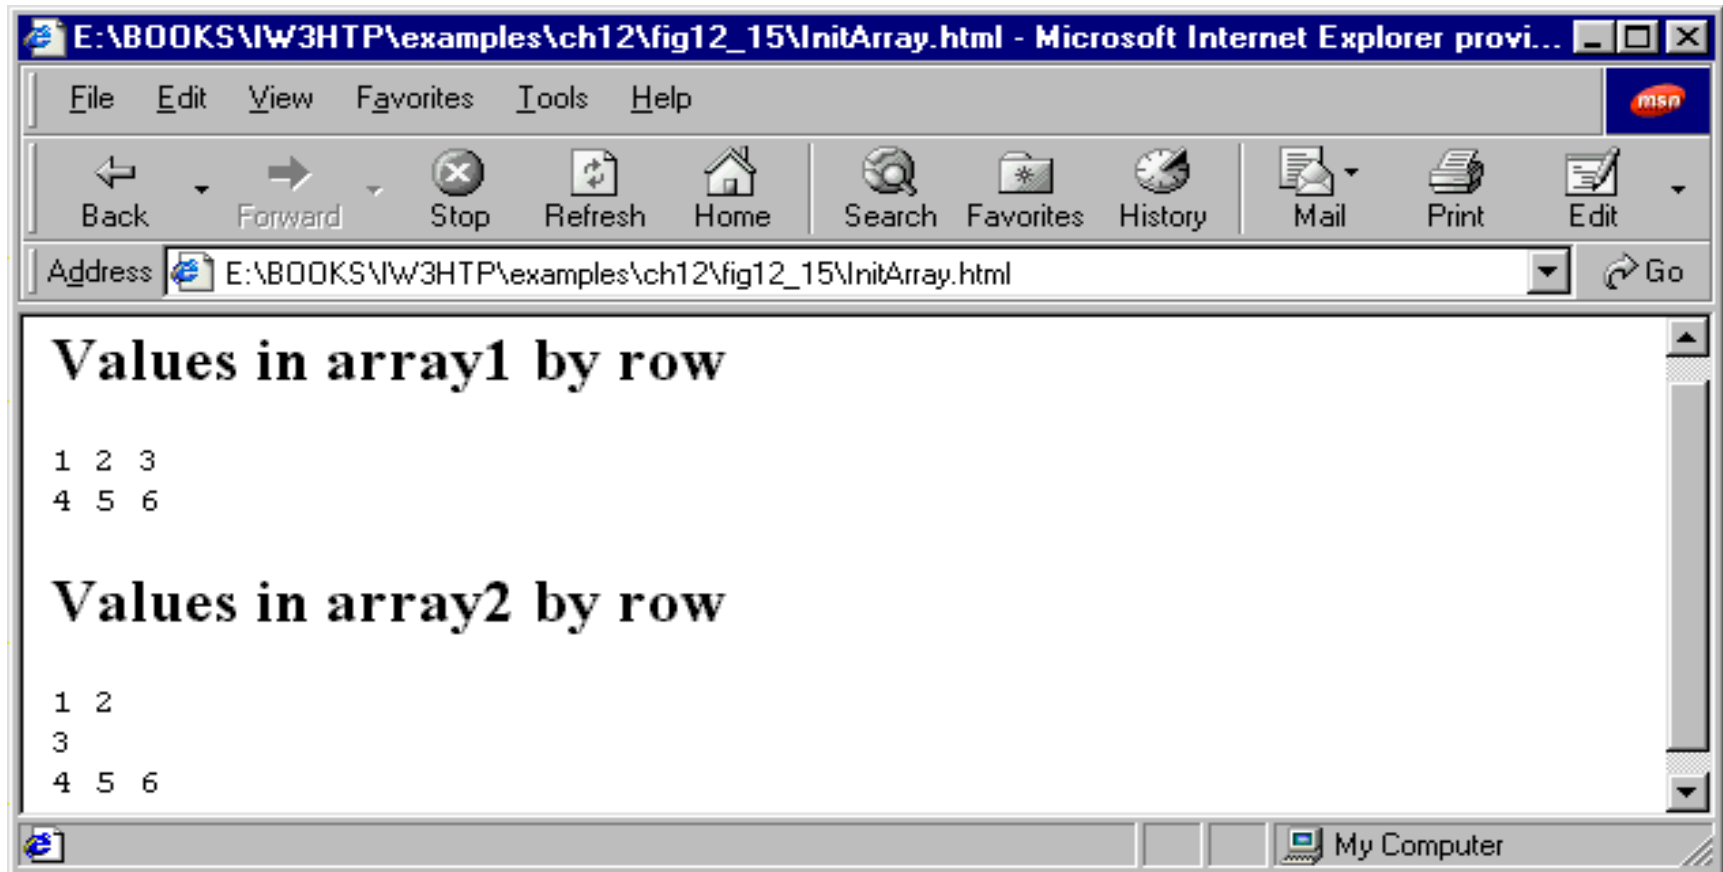 E:\BOOKS\IW3HTP\examples\ch12\fig12_15\InitArray.html - Microsoft Internet Explorer provi...
File Edit View Favorites Tools Help
msn
Back Forward Stop Refresh Home Search Favorites History Mail Print Edit
Address E:\BOOKS\IW3HTP\examples\ch12\fig12_15\InitArray.html Go
Values in array1 by row
1 2 3
4 5 6
Values in array2 by row
1 2
3
4 5 6
My Computer